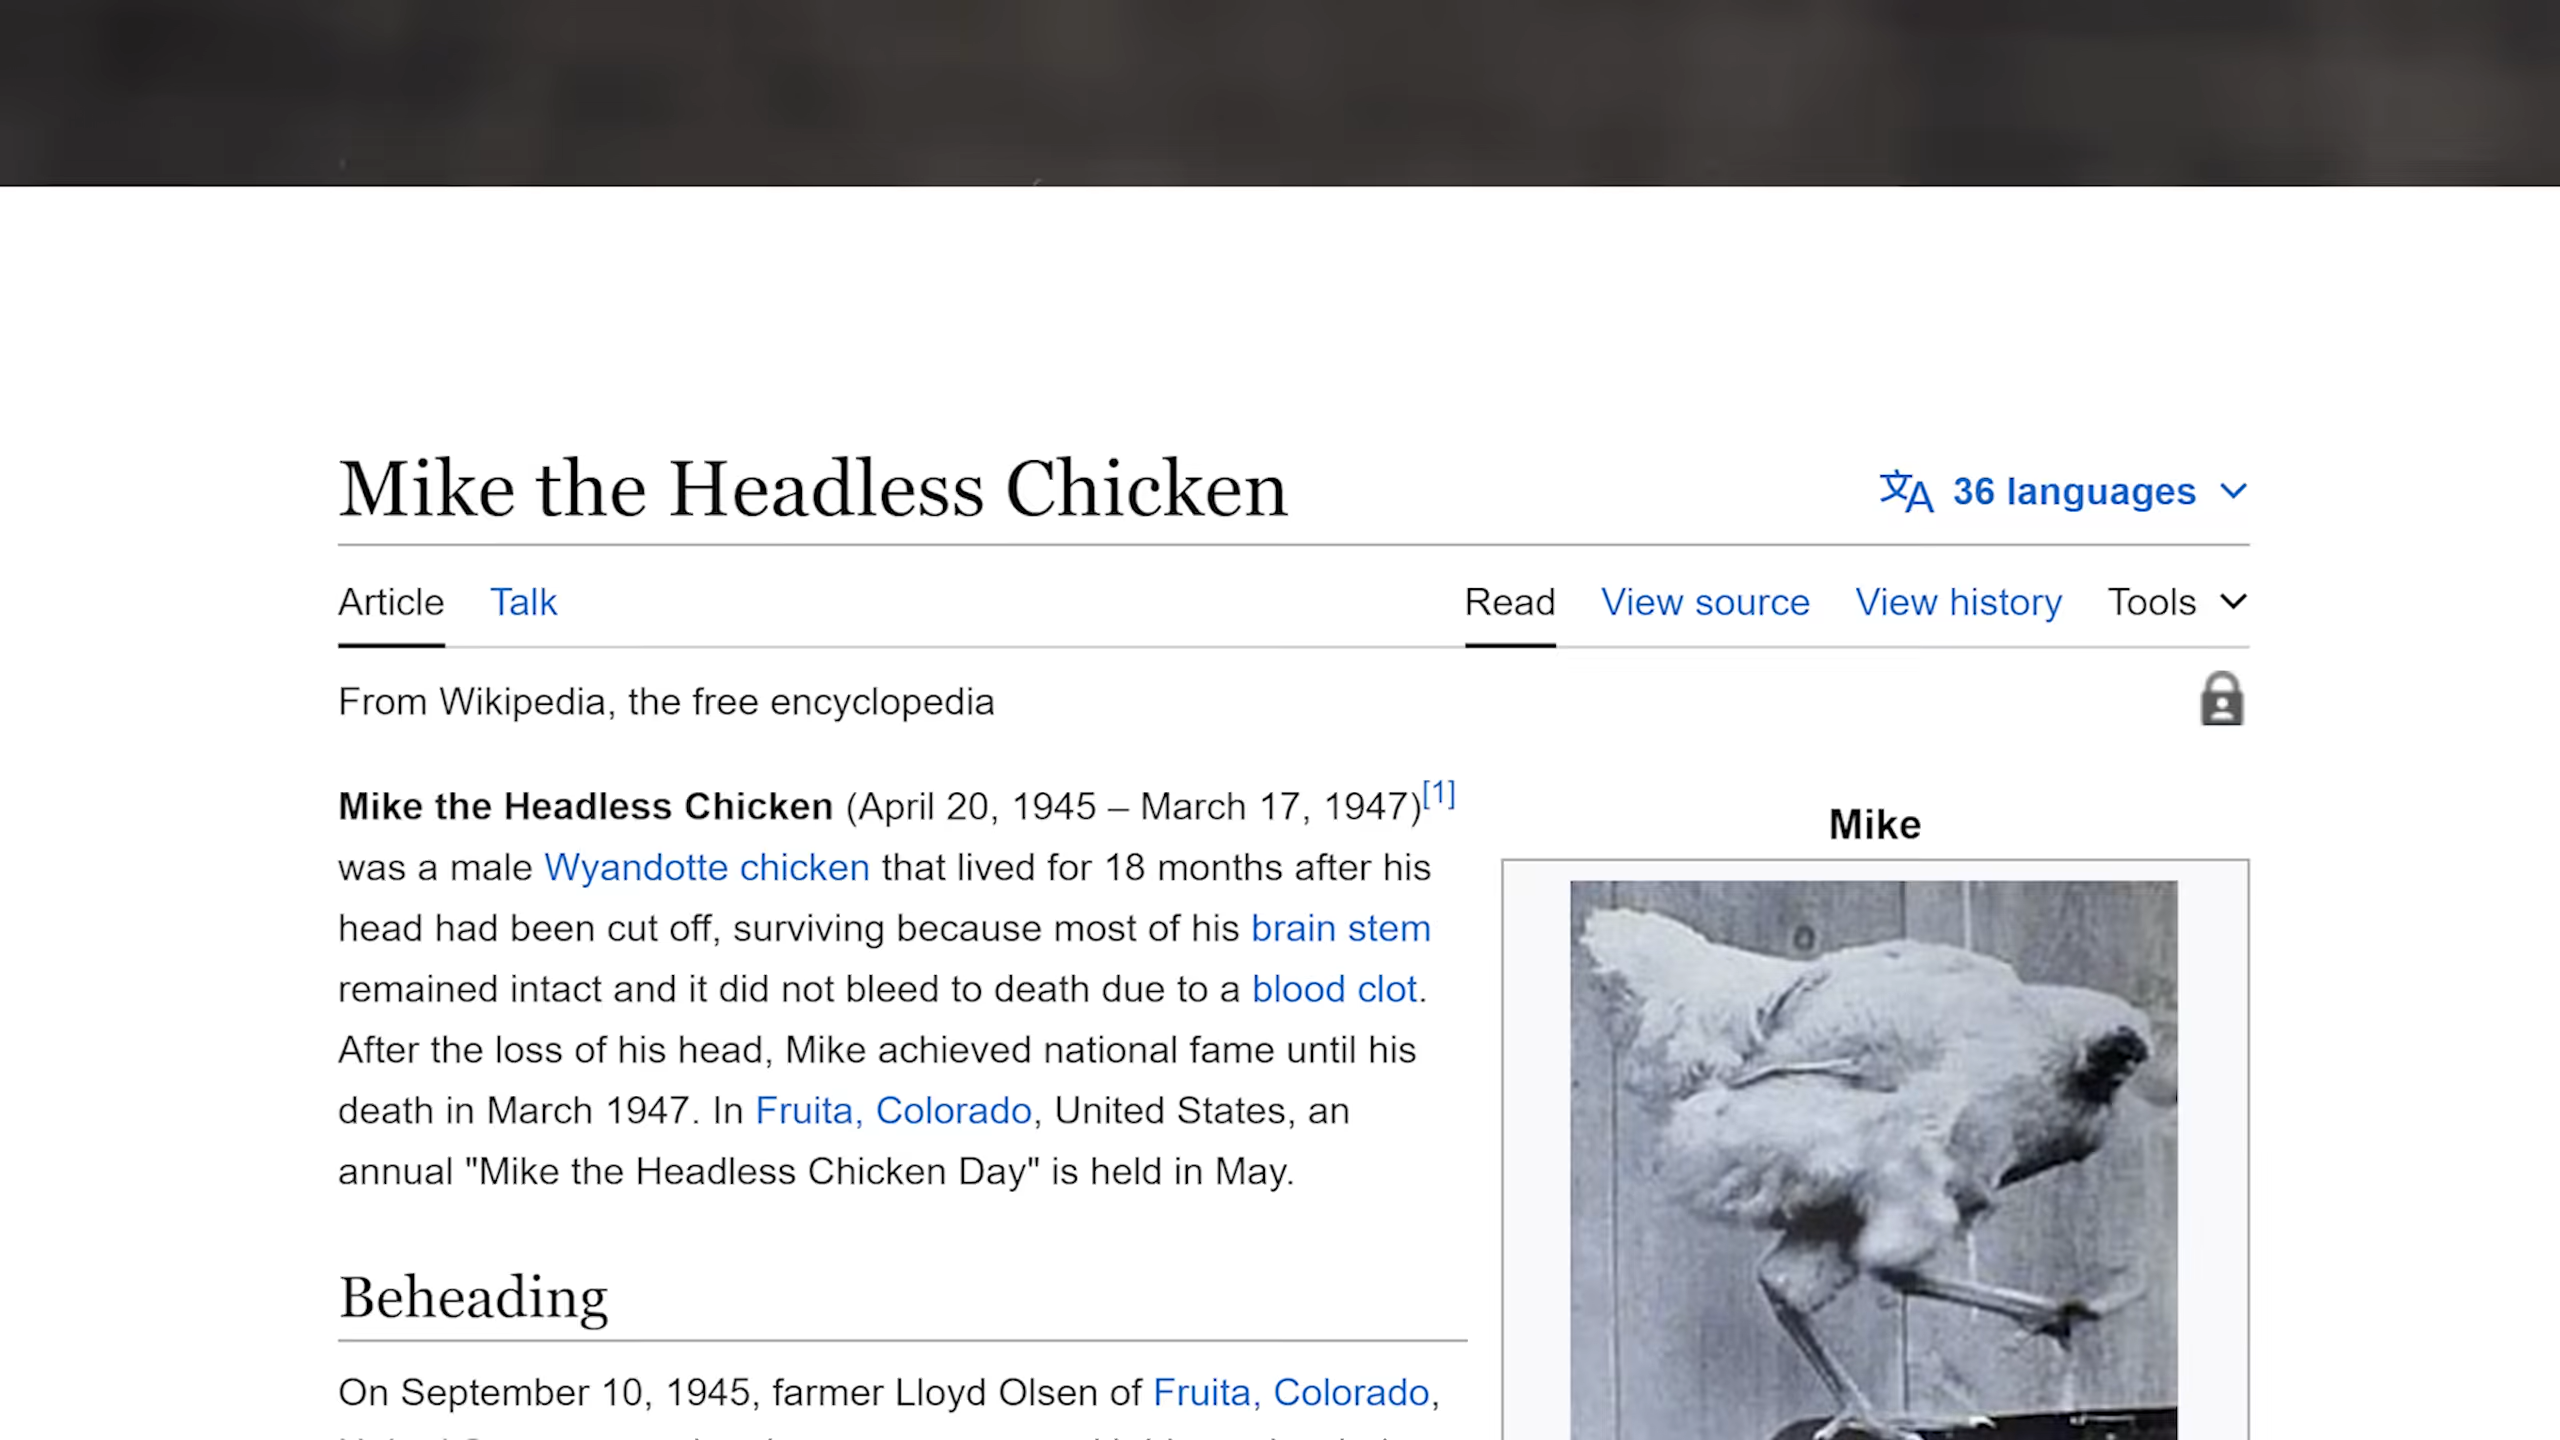 Mike the Headless Chicken
文A 36 languages
Article Talk Read View source View history Tools
From Wikipedia, the free encyclopedia
Mike the Headless Chicken (April 20, 1945 – March 17, 1947)[1]
was a male Wyandotte chicken that lived for 18 months after his
head had been cut off, surviving because most of his brain stem
remained intact and it did not bleed to death due to a blood clot.
After the loss of his head, Mike achieved national fame until his
death in March 1947. In Fruita, Colorado, United States, an
annual "Mike the Headless Chicken Day" is held in May.
Mike
Beheading
On September 10, 1945, farmer Lloyd Olsen of Fruita, Colorado,